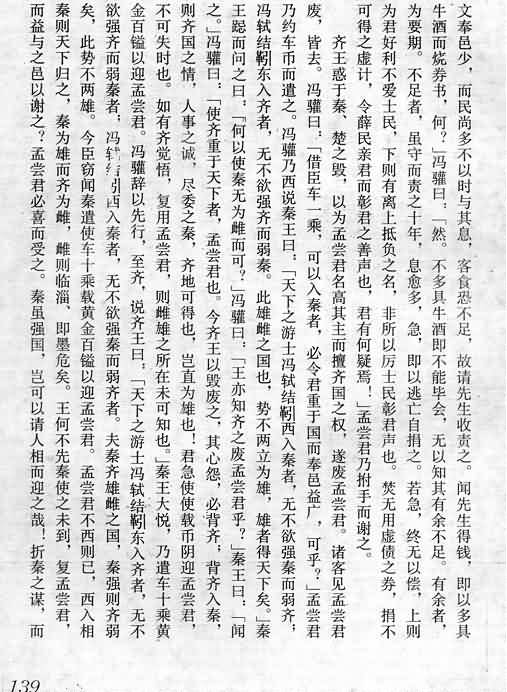 文奉邑少，而民尚多不以时与其息，客食恐不足，故请先生收责之。闻先生得钱，即以多具
牛酒而烧券书，何？」冯驩曰：「然。不多具牛酒即不能毕会，无以知其有余不足。有余者，
为要期。不足者，虽守而责之十年，息愈多，急，即以逃亡自捐之。若急，终无以偿，上则
为君好利不爱士民，下则有离上抵负之名，非所以厉士民彰君声也。焚无用虚债之券，捐不
可得之虚计，令薛民亲君而彰君之善声也，君有何疑焉！」孟尝君乃拊手而谢之。
齐王惑于秦、楚之毁，以为孟尝君名高其主而擅齐国之权，遂废孟尝君。诸客见孟尝君
废，皆去。冯驩曰：「借臣车一乘，可以入秦者，必令君重于国而奉邑益广，可乎？」孟尝君
乃约车币而遣之。冯驩乃西说秦王曰：「天下之游士冯轼结靷西入秦者，无不欲强秦而弱齐；
冯轼结靷东入齐者，无不欲强齐而弱秦。此雄雌之国也，势不两立为雄，雄者得天下矣。」秦
王跽而问之曰：「何以使秦无为雌而可？」冯驩曰：「王亦知齐之废孟尝君乎？」秦王曰：「闻
之。」冯驩曰：「使齐重于天下者，孟尝君也。今齐王以毁废之，其心怨，必背齐；背齐入秦，
则齐国之情，人事之诚，尽委之秦，齐地可得也，岂直为雄也！君急使使载币阴迎孟尝君，
不可失时也。如有齐觉悟，复用孟尝君，则雌雄之所在未可知也。」秦王大悦，乃遣车十乘黄
金百镒以迎孟尝君。冯驩辞以先行，至齐，说齐王曰：「天下之游士冯轼结靷东入齐者，无不
欲强齐而弱秦者；冯轼结靷西入秦者，无不欲强秦而弱齐者。夫秦齐雄雌之国，秦强则齐弱
矣，此势不两雄。今臣窃闻秦遣使车十乘载黄金百镒以迎孟尝君。孟尝君不西则已，西入相
秦则天下归之，秦为雄而齐为雌，雌则临淄、即墨危矣。王何不先秦使之未到，复孟尝君，
而益与之邑以谢之？孟尝君必喜而受之。秦虽强国，岂可以请人相而迎之哉！折秦之谋，而
139